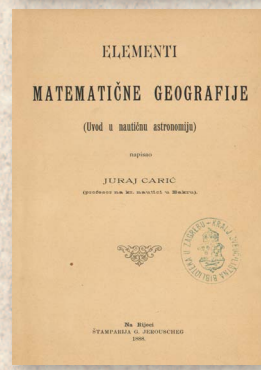 ELEMENTI
MATEMATIČNE GEOGRAFIJE
(Uvod u nautičnu astronomiju)
napisao
JURAJ CARIĆ
(profesor na kr. nautici u Bakru).
Na Rijeci
ŠTAMPARIJA G. JEROUSCHEG
1888.